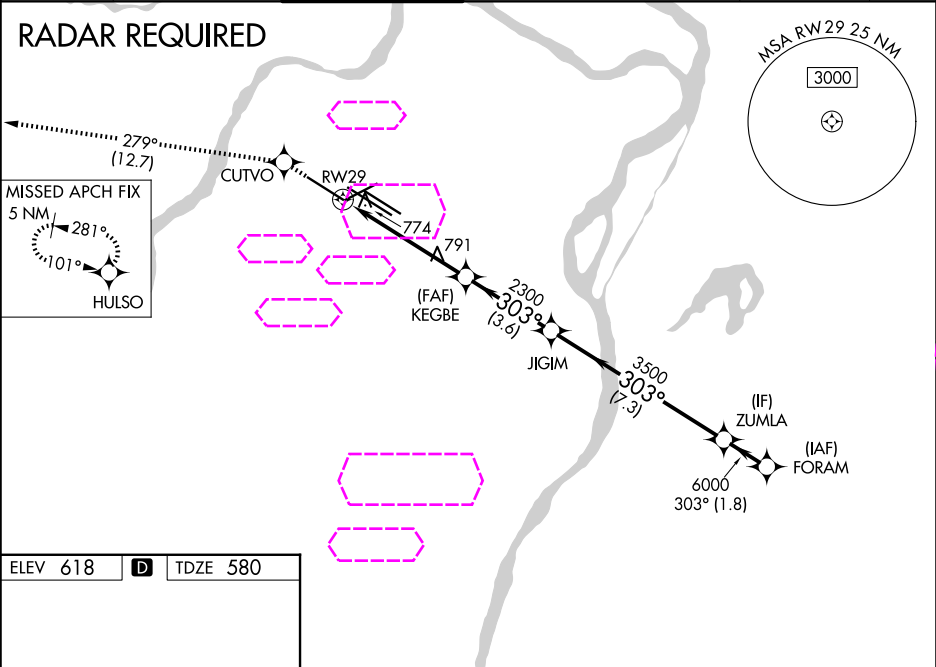 RADAR REQUIRED
MSA RW29 25 NM
3000
279°
(12.7)
CUTVO
RW29
MISSED APCH FIX
5 NM
281°
101°
HULSO
774
791
(FAF)
KEGBE
2300
303°
(3.6)
JIGIM
3500
303°
(7.3)
(IF)
ZUMLA
(IAF)
FORAM
6000
303° (1.8)
ELEV 618 D TDZE 580